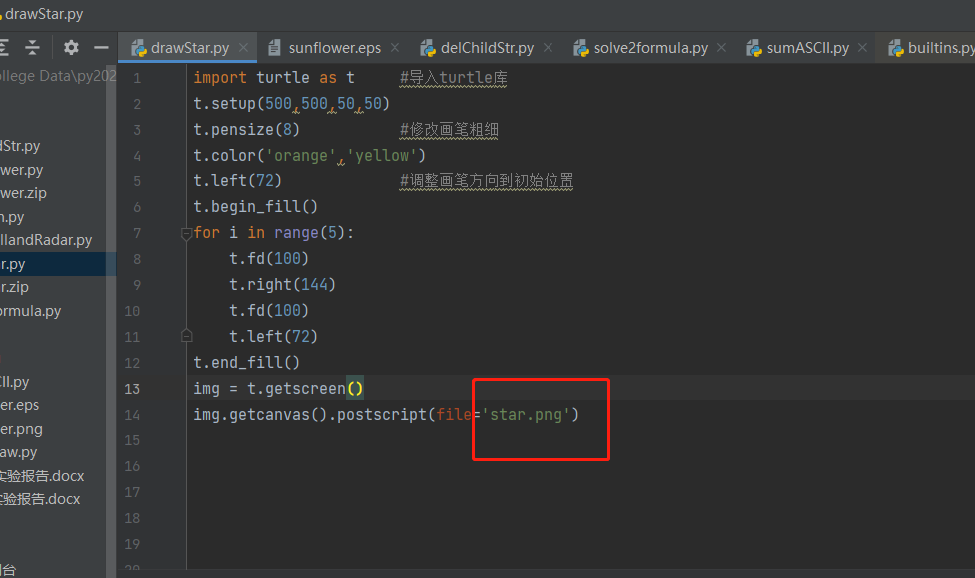 drawStar.py
drawStar.py sunflower.eps delChildStr.py solve2formula.py sumASCII.py builtins.py
ollege Data\py202
dStr.py
wer.py
wer.zip
n.py
llandRadar.py
r.py
r.zip
ormula.py
CII.py
er.eps
er.png
aw.py
实验报告.docx
实验报告.docx
台
1 import turtle as t #导入turtle库
2 t.setup(500,500,50,50)
3 t.pensize(8) #修改画笔粗细
4 t.color('orange','yellow')
5 t.left(72) #调整画笔方向到初始位置
6 t.begin_fill()
7 for i in range(5):
8 t.fd(100)
9 t.right(144)
10 t.fd(100)
11 t.left(72)
12 t.end_fill()
13 img = t.getscreen()
14 img.getcanvas().postscript(file='star.png')
15
16
17
18
19
20